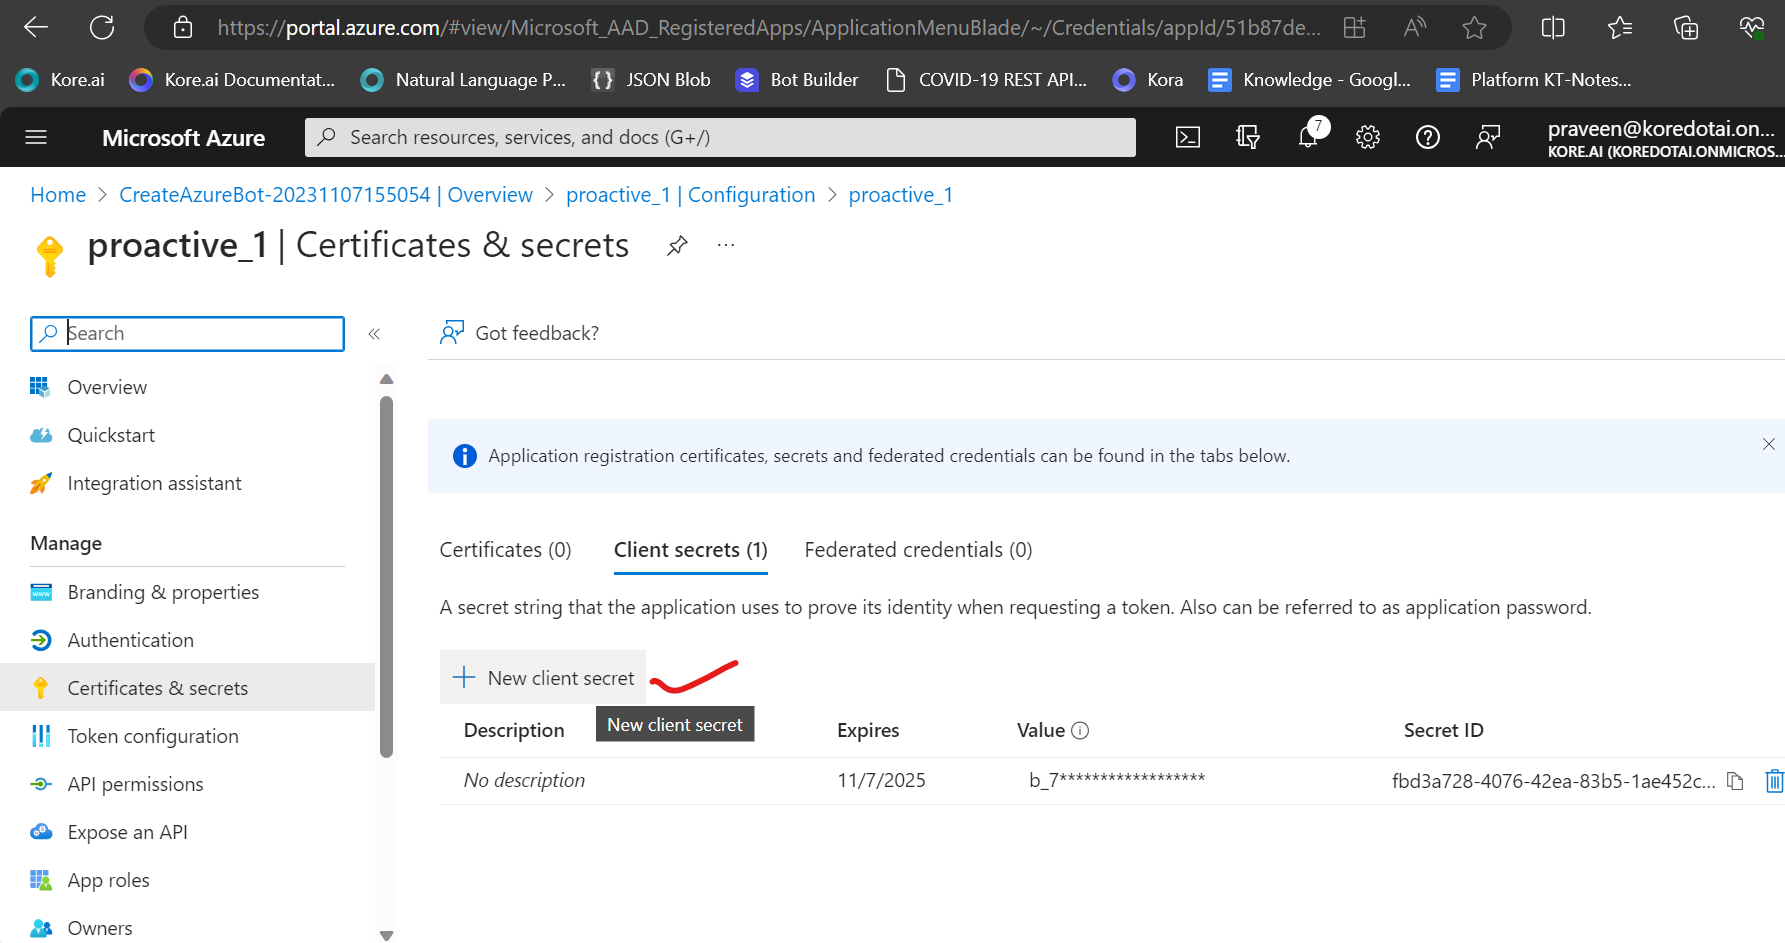 https://portal.azure.com/#view/Microsoft_AAD_RegisteredApps/ApplicationMenuBlade/~/Credentials/appId/51b87de...
Kore.ai Kore.ai Documentat... Natural Language P... JSON Blob Bot Builder COVID-19 REST API... Kora Knowledge - Googl... Platform KT-Notes...
Microsoft Azure Search resources, services, and docs (G+/) 7 praveen@koredotai.on...
KORE.AI (KOREDOTAI.ONMICROS...
Home > CreateAzureBot-20231107155054 | Overview > proactive_1 | Configuration > proactive_1
proactive_1 | Certificates & secrets ...
Search « Got feedback?
Overview
Quickstart
Integration assistant
Manage
Branding & properties
Authentication
Certificates & secrets
Token configuration
API permissions
Expose an API
App roles
Owners
Application registration certificates, secrets and federated credentials can be found in the tabs below.
Certificates (0) Client secrets (1) Federated credentials (0)
A secret string that the application uses to prove its identity when requesting a token. Also can be referred to as application password.
New client secret
New client secret
Description Expires Value Secret ID
No description 11/7/2025 b_7****************** fbd3a728-4076-42ea-83b5-1ae452c...